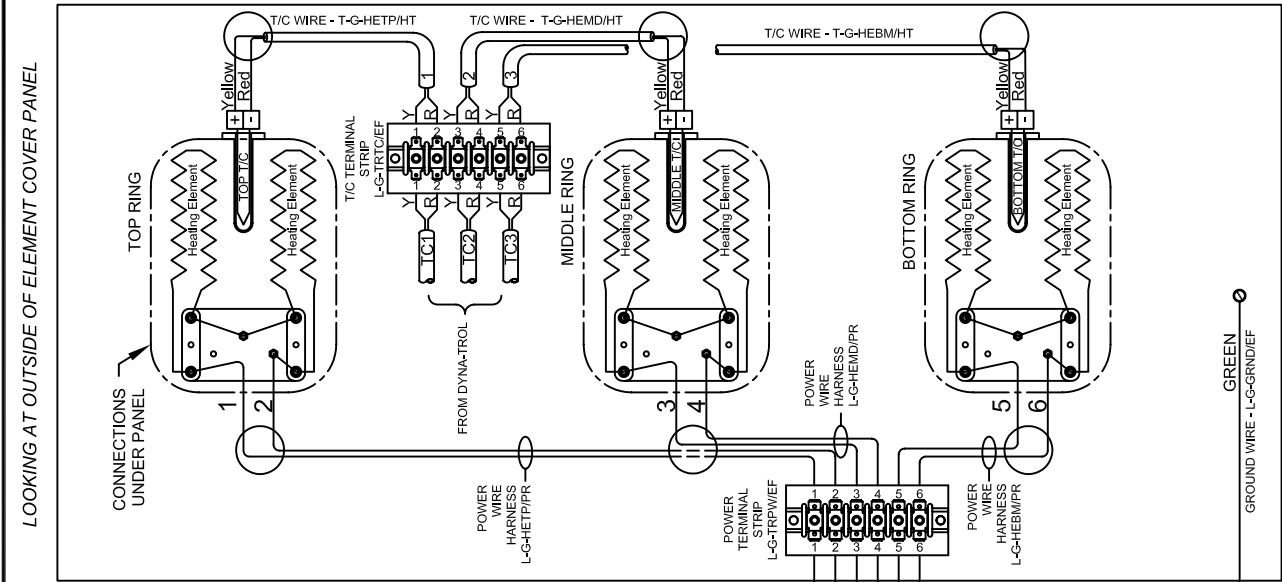 LOOKING AT OUTSIDE OF ELEMENT COVER PANEL
T/C WIRE - T-G-HETP/HT
T/C WIRE - T-G-HEMD/HT
T/C WIRE - T-G-HEBM/HT
Yellow
Red
+ -
TOP RING
TOP T/C
Heating Element
Heating Element
CONNECTIONS
UNDER PANEL
1
2
1
2
3
Y R Y R Y R
T/C TERMINAL
STRIP
L-G-TRTC/EF
1 2 3 4 5 6
1 2 3 4 5 6
Y R Y R Y R
TC1
TC2
TC3
FROM DYNA-TROL
Yellow
Red
+ -
MIDDLE RING
MIDDLE T/C
Heating Element
Heating Element
3
4
Yellow
Red
+ -
BOTTOM RING
BOTTOM T/C
Heating Element
Heating Element
5
6
POWER
WIRE
HARNESS
L-G-HETP/PR
POWER
WIRE
HARNESS
L-G-HEMD/PR
POWER
TERMINAL
STRIP
L-G-TRPW/EF
1 2 3 4 5 6
1 2 3 4 5 6
POWER
WIRE
HARNESS
L-G-HEBM/PR
GREEN
GROUND WIRE - L-G-GRND/EF